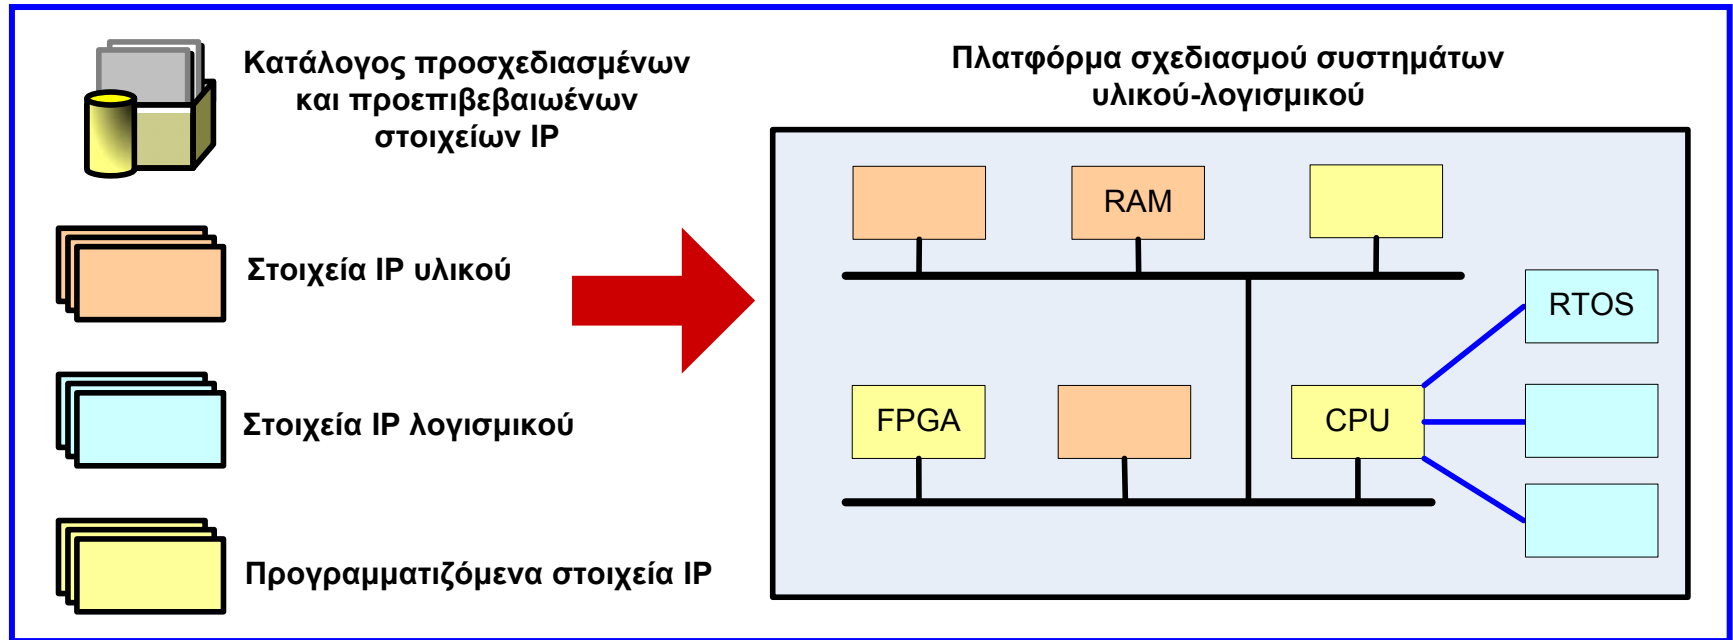 Κατάλογος προσχεδιασμένων
και προεπιβεβαιωένων
στοιχείων IP
Στοιχεία IP υλικού
Στοιχεία IP λογισμικού
Προγραμματιζόμενα στοιχεία IP
Πλατφόρμα σχεδιασμού συστημάτων
υλικού-λογισμικού
RAM
RTOS
FPGA
CPU